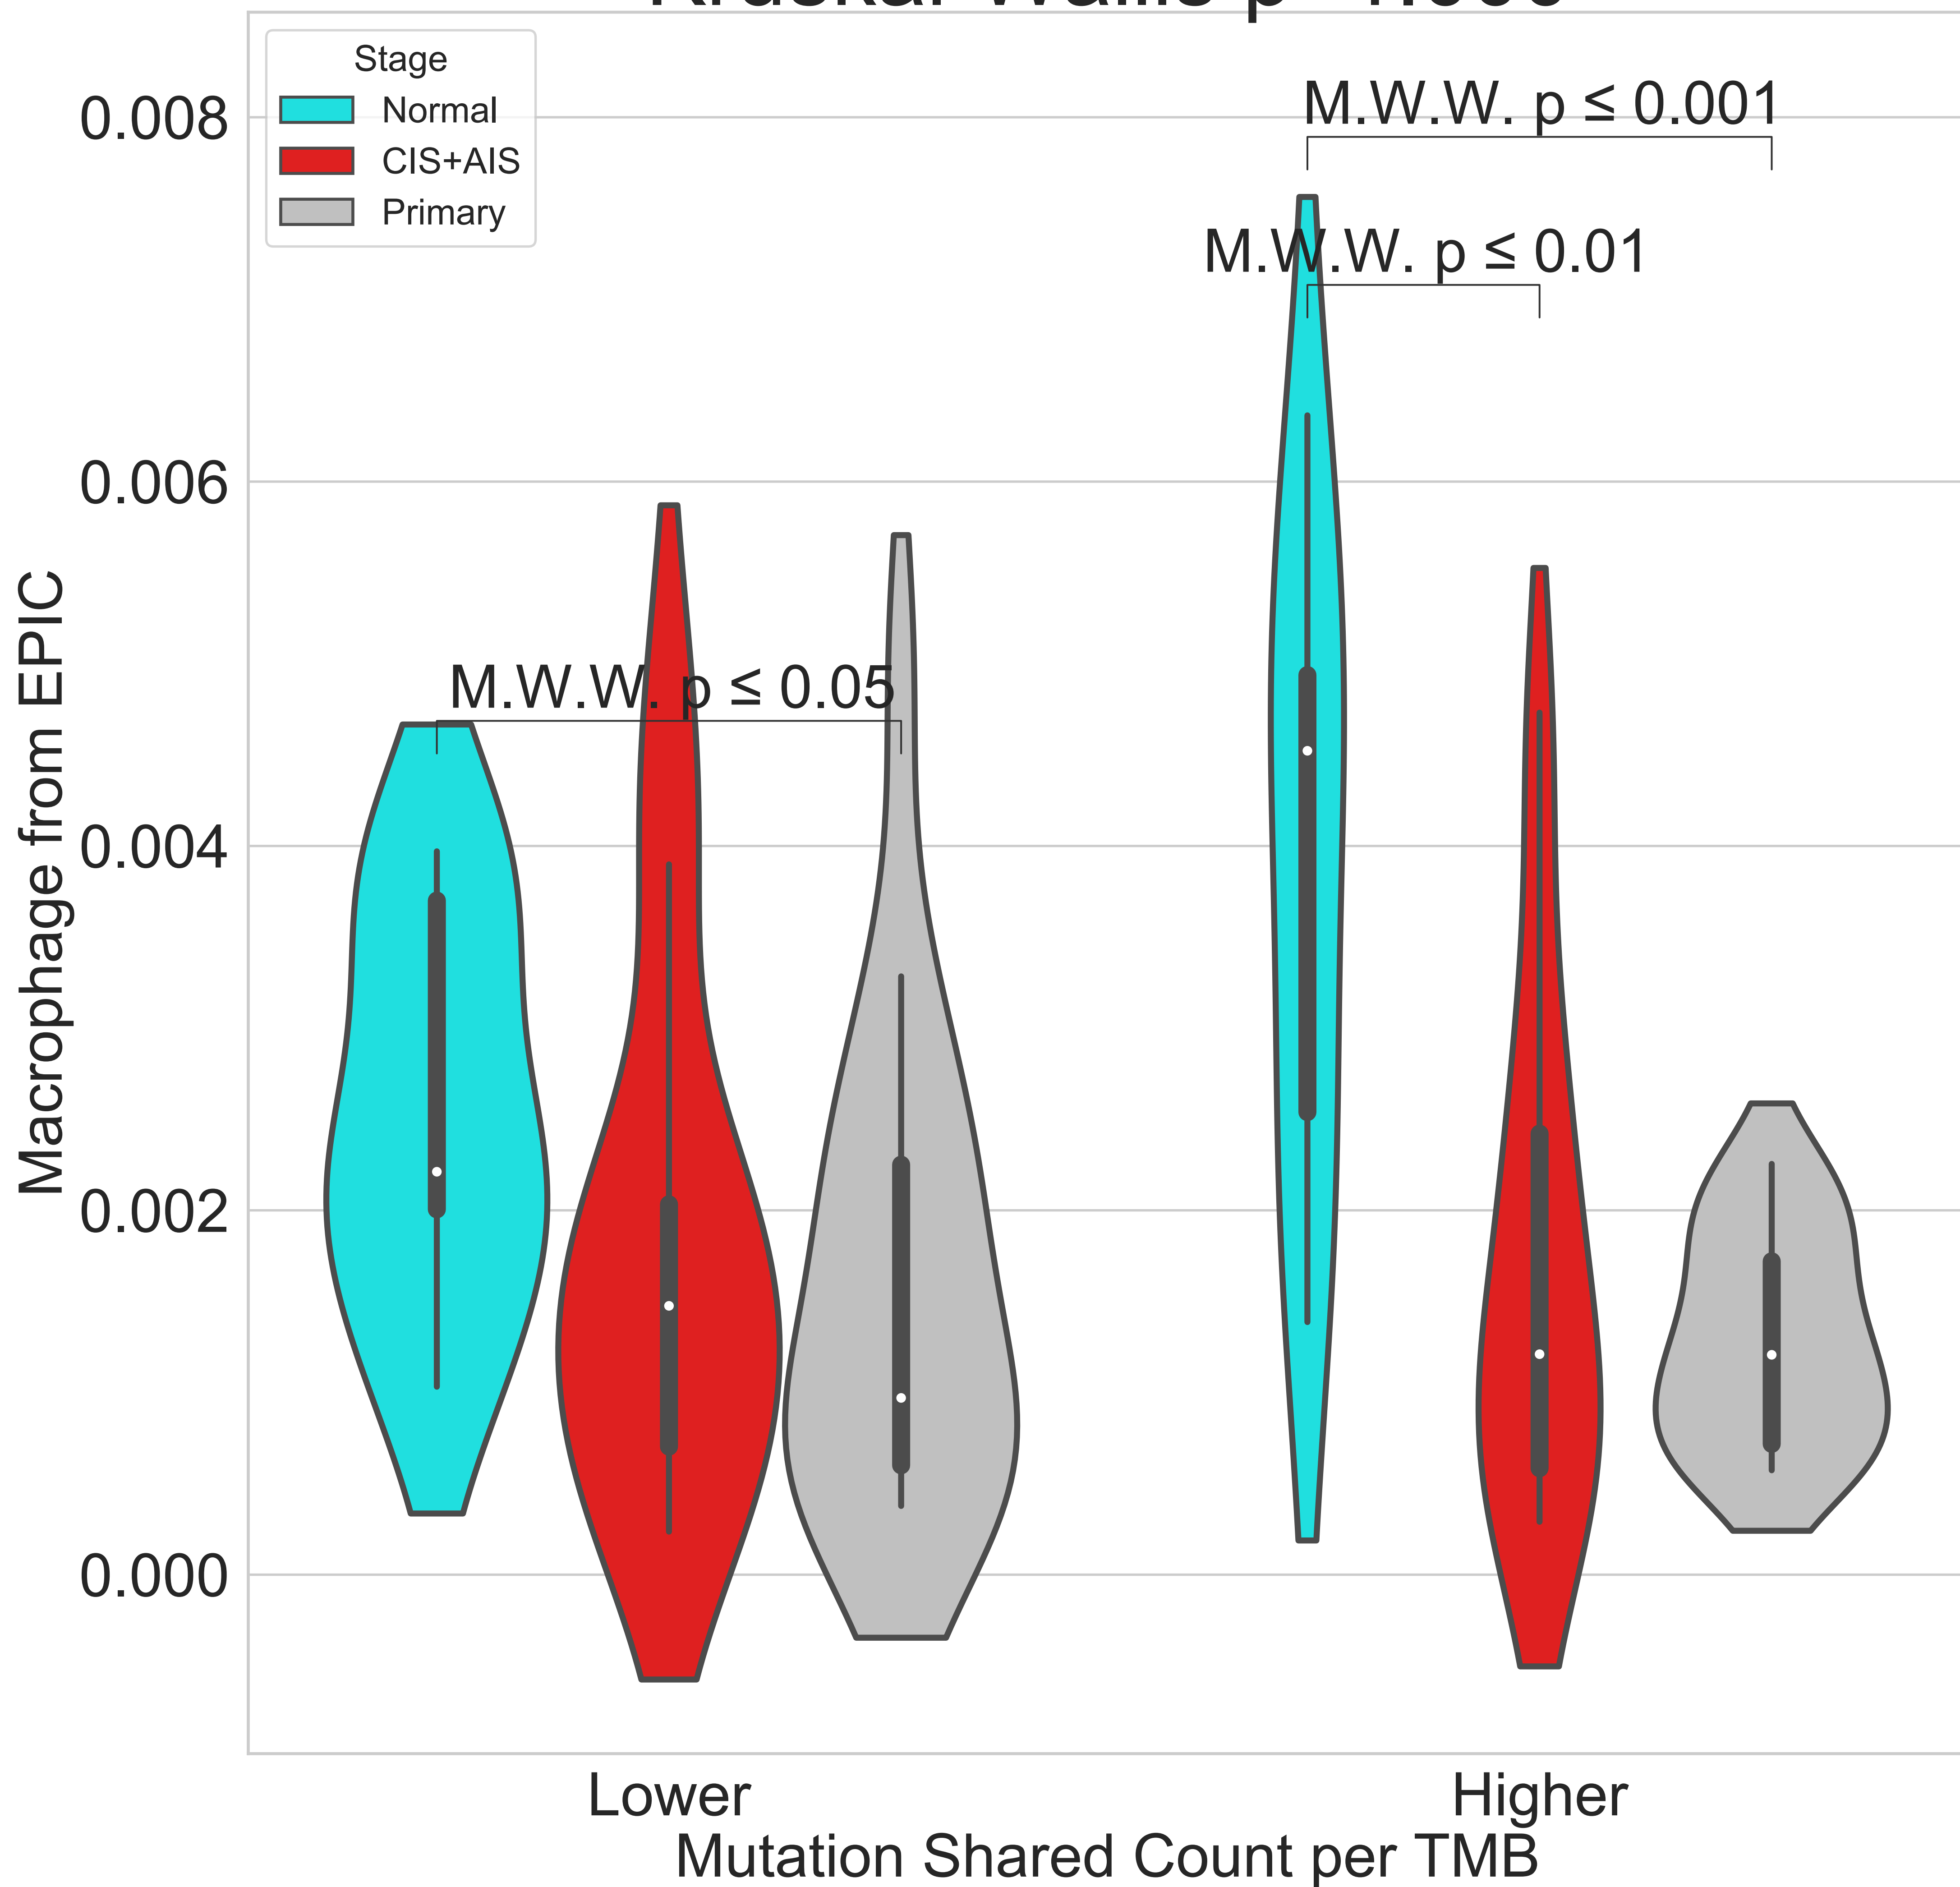 Stage
Normal
CIS+AIS
Primary
M.W.W. p ≤ 0.001
M.W.W. p ≤ 0.01
M.W.W. p ≤ 0.05
0.008
0.006
0.004
0.002
0.000
Macrophage from EPIC
Lower
Higher
Mutation Shared Count per TMB